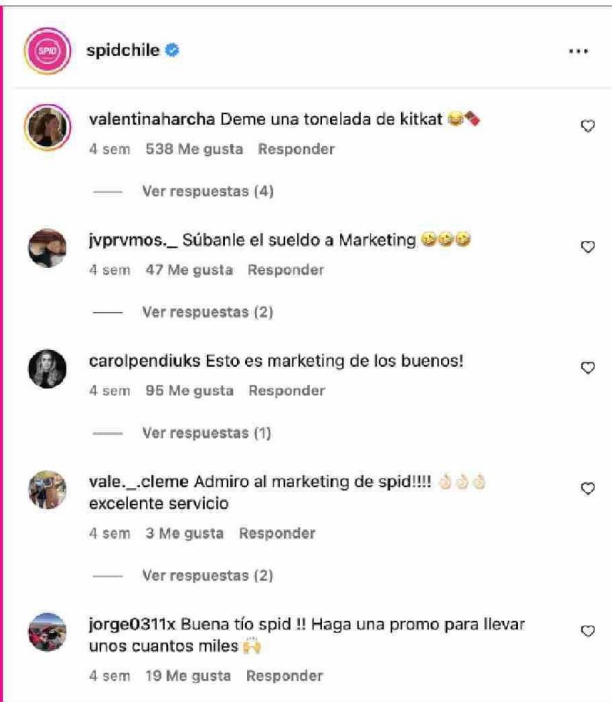 SPID
spidchile
valentinaharcha Deme una tonelada de kitkat 😂🍫
4 sem 538 Me gusta Responder
Ver respuestas (4)
jvprvmos._ Súbanle el sueldo a Marketing 🤣🤣🤣
4 sem 47 Me gusta Responder
Ver respuestas (2)
carolpendiuks Esto es marketing de los buenos!
4 sem 95 Me gusta Responder
Ver respuestas (1)
vale._.cleme Admiro al marketing de spid!!!! 👌🏻👌🏻👌🏻
excelente servicio
4 sem 3 Me gusta Responder
Ver respuestas (2)
jorge0311x Buena tío spid !! Haga una promo para llevar
unos cuantos miles 🙌🏻
4 sem 19 Me gusta Responder